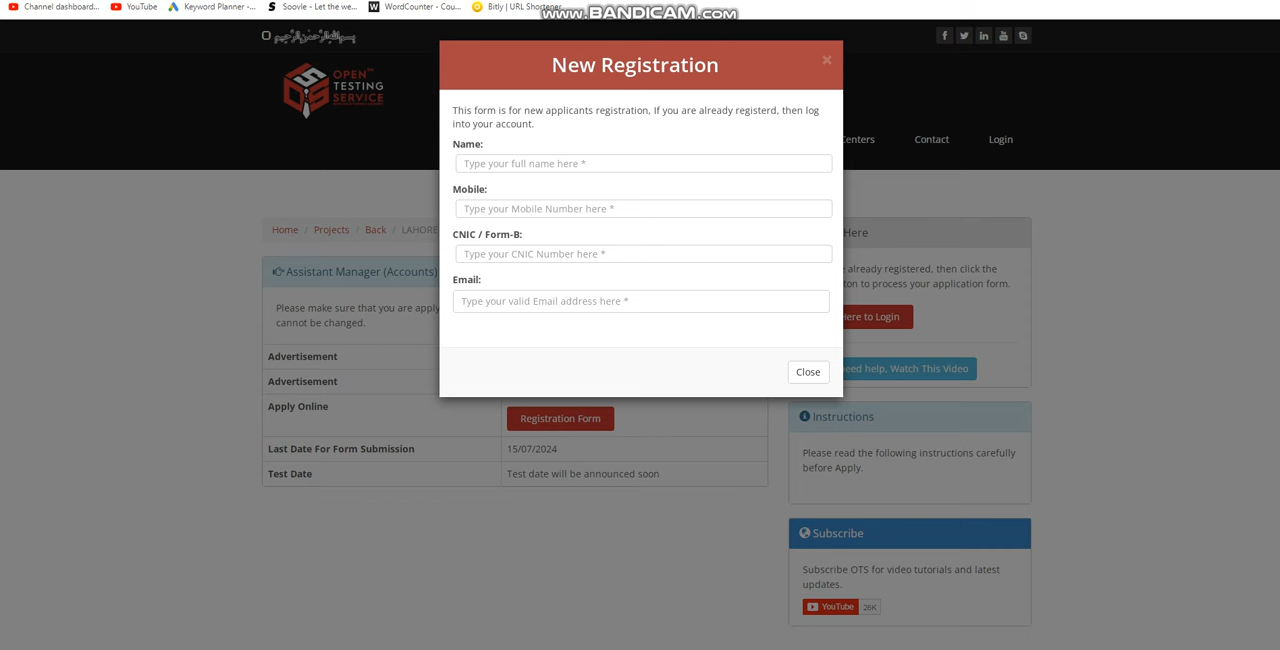 Channel dashboard...
YouTube
Keyword Planner -...
Soovle - Let the we...
WordCounter - Cou...
Bitly | URL Shortener
www.BANDICAM.com
OPEN™
TESTING
SERVICE
Centers
Contact
Login
New Registration
×
This form is for new applicants registration, If you are already registerd, then log
into your account.
Name:
Type your full name here *
Mobile:
Type your Mobile Number here *
CNIC / Form-B:
Type your CNIC Number here *
Email:
Type your valid Email address here *
Close
Home / Projects / Back / LAHORE
Assistant Manager (Accounts)
Please make sure that you are apply
cannot be changed.
Advertisement
Advertisement
Apply Online
Registration Form
Last Date For Form Submission
15/07/2024
Test Date
Test date will be announced soon
Here
already registered, then click the
ton to process your application form.
Here to Login
need help, Watch This Video
Instructions
Please read the following instructions carefully
before Apply.
Subscribe
Subscribe OTS for video tutorials and latest
updates.
YouTube 26K